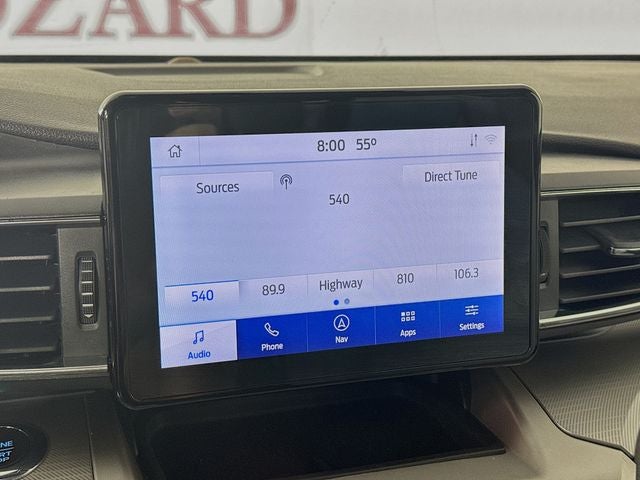 OZARD
8:00 55°
Sources
Direct Tune
540
540 89.9 Highway 810 106.3
Audio Phone Nav Apps Settings